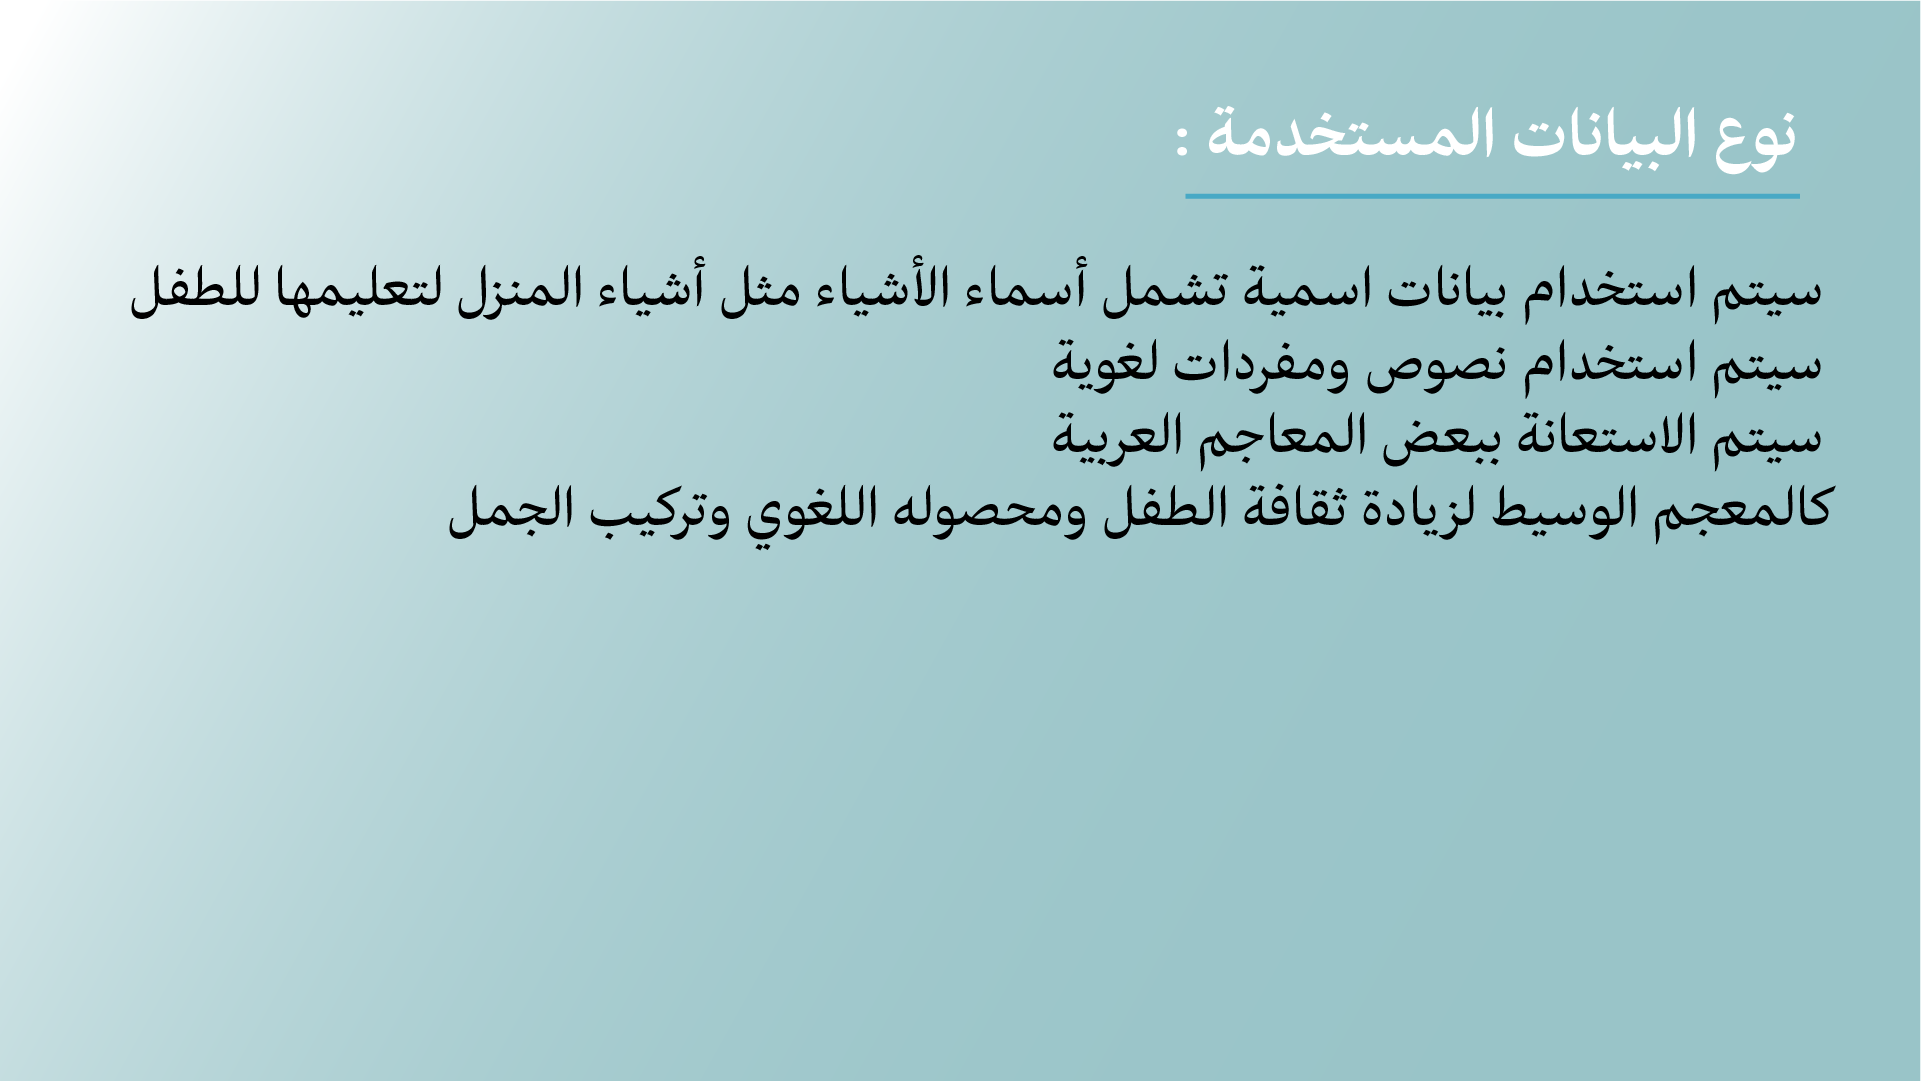 نوع البيانات المستخدمة :
سيتم استخدام بيانات اسمية تشمل أسماء الأشياء مثل أشياء المنزل لتعليمها للطفل
سيتم استخدام نصوص ومفردات لغوية
سيتم الاستعانة ببعض المعاجم العربية
كالمعجم الوسيط لزيادة ثقافة الطفل ومحصوله اللغوي وتركيب الجمل